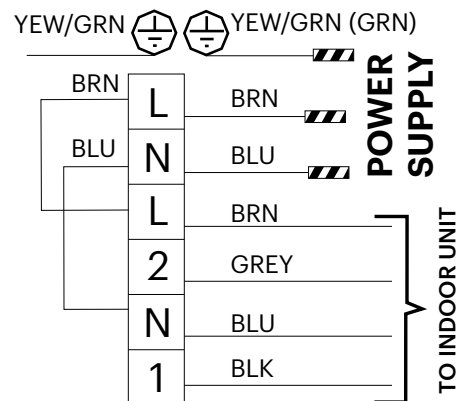 YEW/GRN YEW/GRN (GRN)
BRN L BRN
BLU N BLU
L BRN
2 GREY
N BLU
1 BLK
POWER
SUPPLY
TO INDOOR UNIT